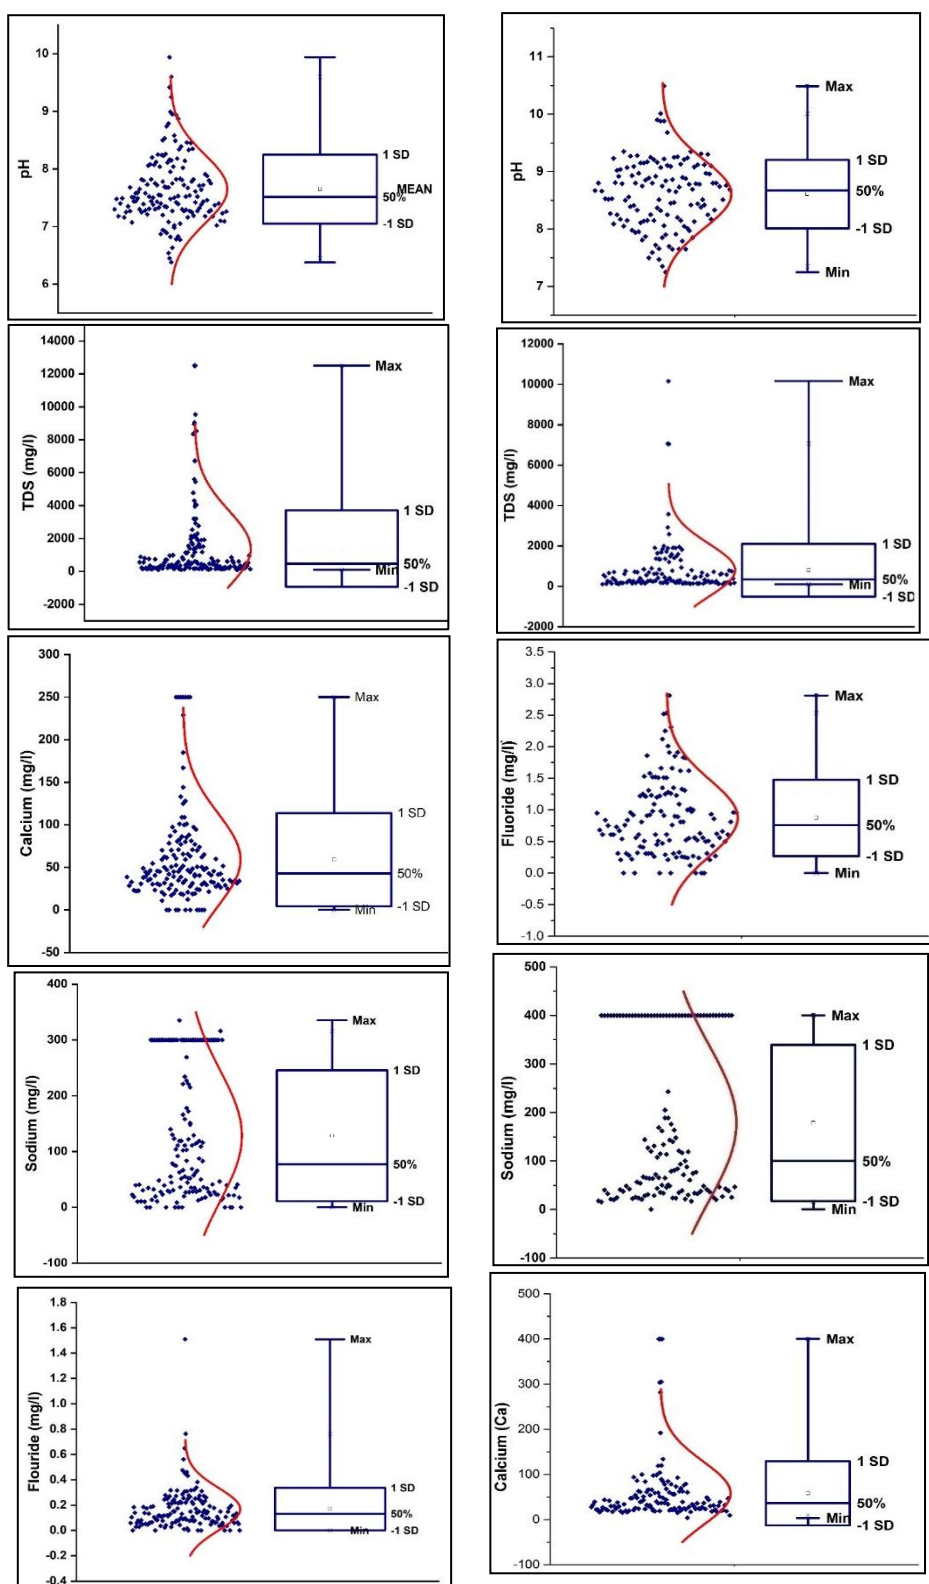 pH
10
9
8
7
6
1 SD
MEAN
50%
-1 SD
pH
11
10
9
8
7
Max
1 SD
50%
-1 SD
Min
TDS (mg/l)
14000
12000
10000
8000
6000
4000
2000
0
-2000
Max
1 SD
50%
Min
-1 SD
TDS (mg/l)
12000
10000
8000
6000
4000
2000
0
-2000
Max
1 SD
50%
Min
-1 SD
Calcium (mg/l)
300
250
200
150
100
50
0
-50
Max
1 SD
50%
-1 SD
Min
Fluoride (mg/l)
3.5
3.0
2.5
2.0
1.5
1.0
0.5
0.0
-0.5
-1.0
Max
1 SD
50%
-1 SD
Min
Sodium (mg/l)
400
300
200
100
0
-100
Max
1 SD
50%
-1 SD
Min
Sodium (mg/l)
500
400
300
200
100
0
-100
Max
1 SD
50%
-1 SD
Min
Flouride (mg/l)
1.8
1.6
1.4
1.2
1.0
0.8
0.6
0.4
0.2
0.0
-0.2
-0.4
Max
1 SD
50%
Min
-1 SD
Calcium (Ca)
500
400
300
200
100
50
0
-100
Max
1 SD
50%
Min
-1 SD